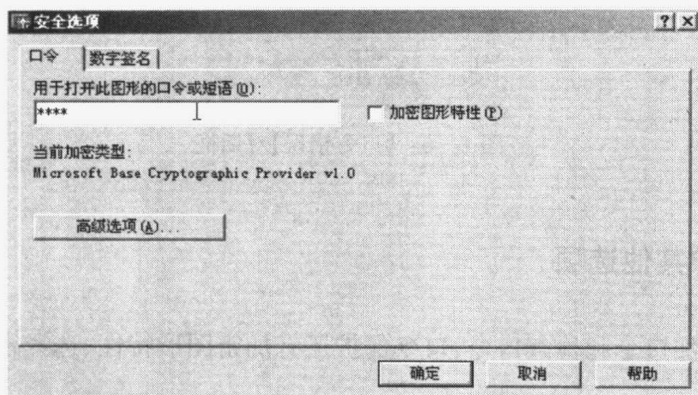 安全选项
口令 数字签名
用于打开此图形的口令或短语(O):
****
加密图形特性(P)
当前加密类型:
Microsoft Base Cryptographic Provider v1.0
高级选项(A)...
确定 取消 帮助